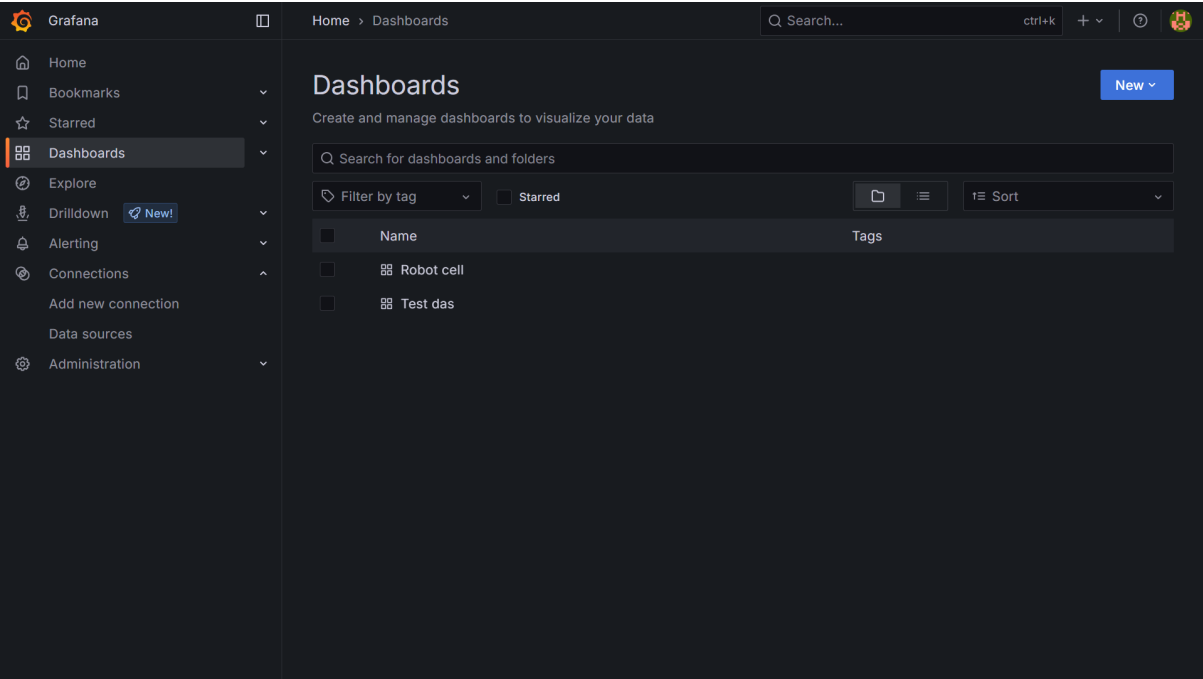 Grafana
Home › Dashboards
Search... ctrl+k
Home
Bookmarks
Starred
Dashboards
Explore
Drilldown New!
Alerting
Connections
Add new connection
Data sources
Administration
Dashboards
New
Create and manage dashboards to visualize your data
Search for dashboards and folders
Filter by tag
Starred
Sort
Name Tags
Robot cell
Test das